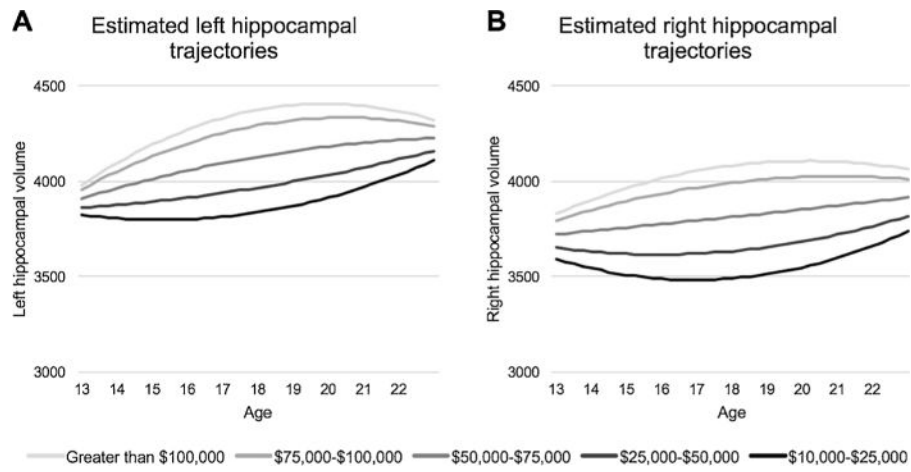 A
Estimated left hippocampal
trajectories
Left hippocampal volume
4500
4000
3500
3000
13 14 15 16 17 18 19 20 21 22
Age
B
Estimated right hippocampal
trajectories
Right hippocampal volume
4500
4000
3500
3000
13 14 15 16 17 18 19 20 21 22
Age
Greater than $100,000 $75,000-$100,000 $50,000-$75,000 $25,000-$50,000 $10,000-$25,000